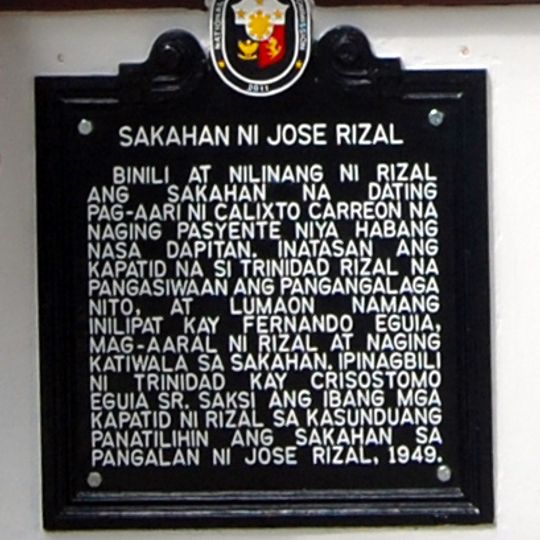 NATIONAL
2011
SAKAHAN NI JOSE RIZAL
BINILI AT NILINANG NI RIZAL
ANG SAKAHAN NA DATING
PAG-AARI NI CALIXTO CARREON NA
NAGING PASYENTE NIYA HABANG
NASA DAPITAN. INATASAN ANG
KAPATID NA SI TRINIDAD RIZAL NA
PANGASIWAAN ANG PANGANGALAGA
NITO, AT LUMAON NAMANG
INILIPAT KAY FERNANDO EGUIA,
MAG-AARAL NI RIZAL AT NAGING
KATIWALA SA SAKAHAN. IPINAGBILI
NI TRINIDAD KAY CRISOSTOMO
EGUIA SR. SAKSI ANG IBANG MGA
KAPATID NI RIZAL SA KASUNDUANG
PANATILIHIN ANG SAKAHAN SA
PANGALAN NI JOSE RIZAL, 1949.